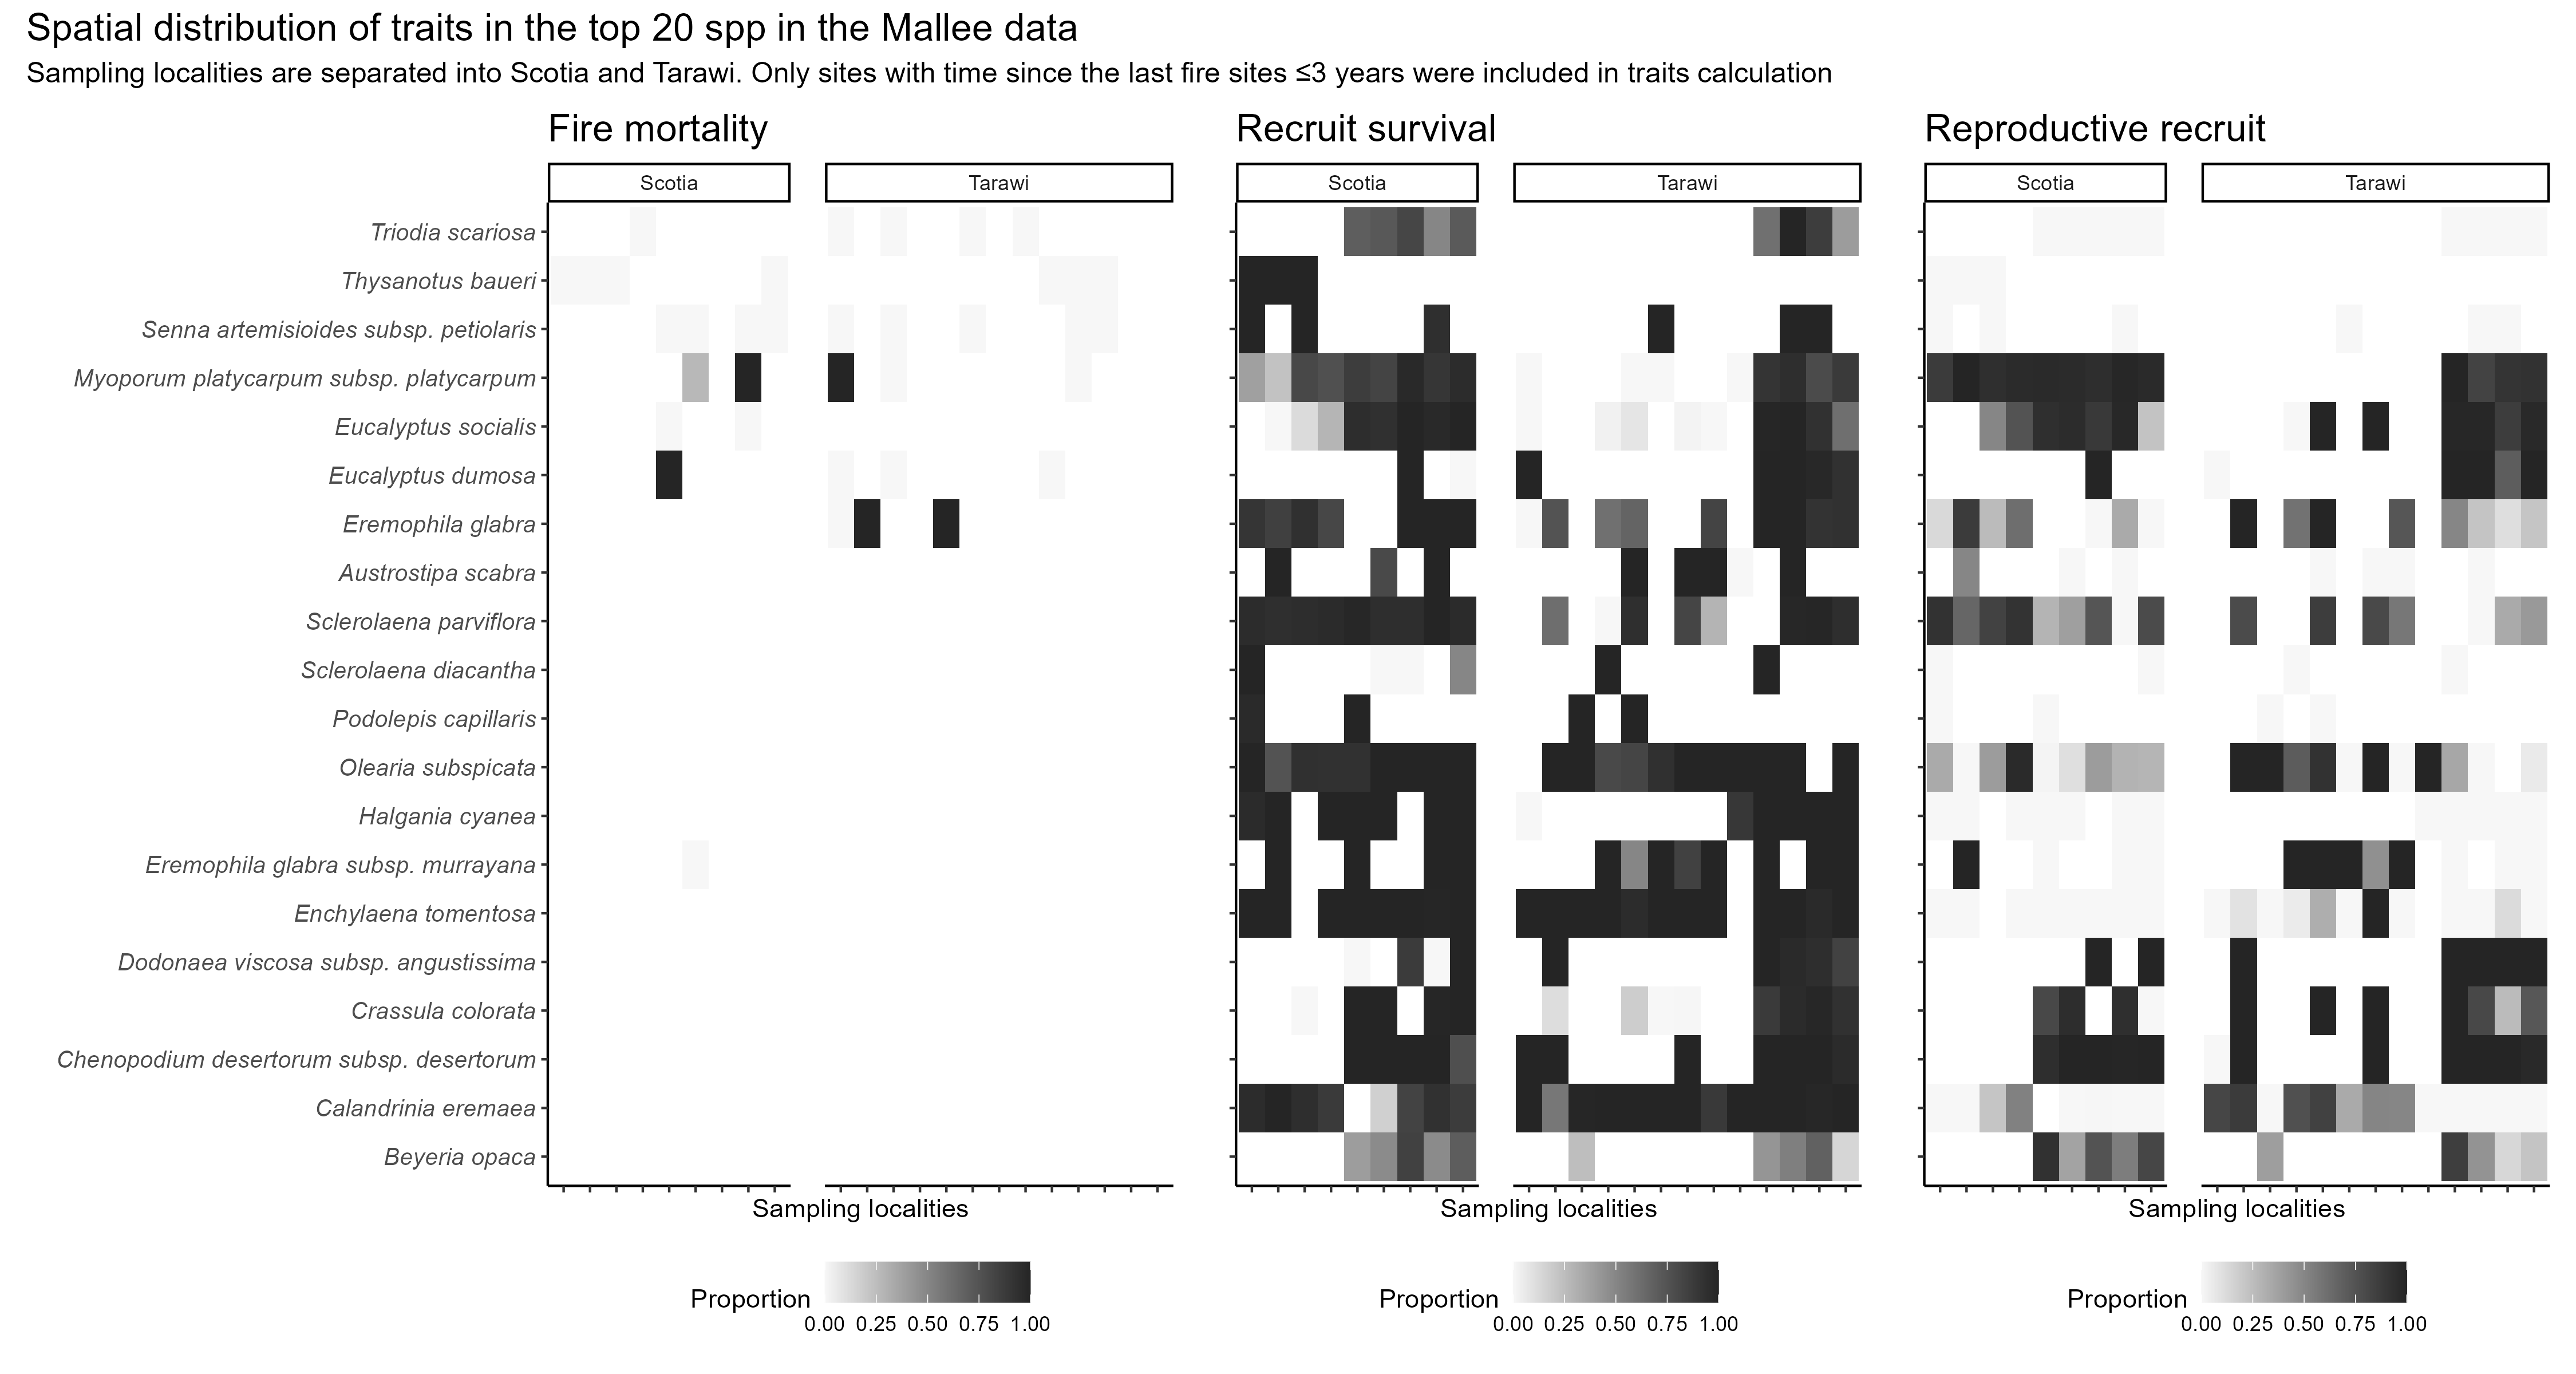 Spatial distribution of traits in the top 20 spp in the Mallee data
Sampling localities are separated into Scotia and Tarawi. Only sites with time since the last fire sites ≤3 years were included in traits calculation
Fire mortality
Recruit survival
Reproductive recruit
Scotia
Tarawi
Scotia
Tarawi
Scotia
Tarawi
Triodia scariosa
Thysanotus baueri
Senna artemisioides subsp. petiolaris
Myoporum platycarpum subsp. platycarpum
Eucalyptus socialis
Eucalyptus dumosa
Eremophila glabra
Austrostipa scabra
Sclerolaena parviflora
Sclerolaena diacantha
Podolepis capillaris
Olearia subspicata
Halgania cyanea
Eremophila glabra subsp. murrayana
Enchylaena tomentosa
Dodonaea viscosa subsp. angustissima
Crassula colorata
Chenopodium desertorum subsp. desertorum
Calandrinia eremaea
Beyeria opaca
Sampling localities
Sampling localities
Sampling localities
Proportion
0.00 0.25 0.50 0.75 1.00
Proportion
0.00 0.25 0.50 0.75 1.00
Proportion
0.00 0.25 0.50 0.75 1.00